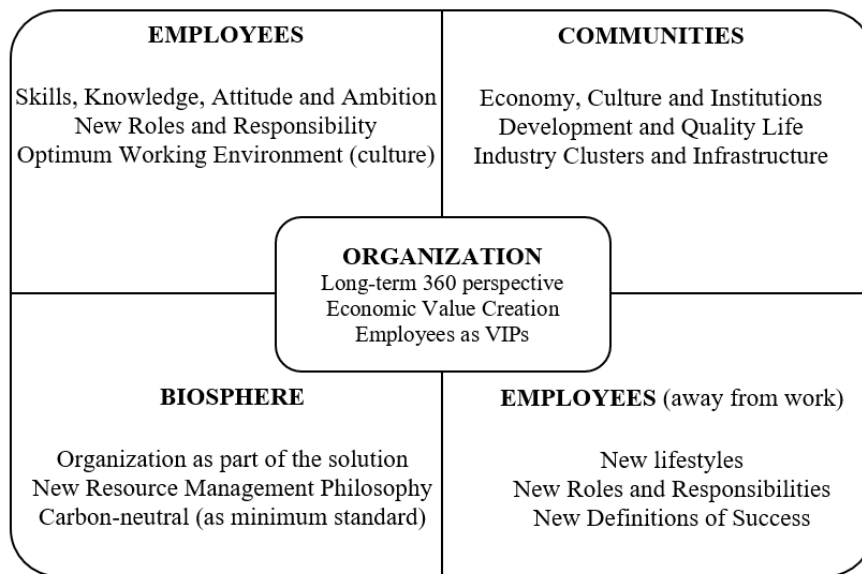 EMPLOYEES
Skills, Knowledge, Attitude and Ambition
New Roles and Responsibility
Optimum Working Environment (culture)
COMMUNITIES
Economy, Culture and Institutions
Development and Quality Life
Industry Clusters and Infrastructure
ORGANIZATION
Long-term 360 perspective
Economic Value Creation
Employees as VIPs
BIOSPHERE
Organization as part of the solution
New Resource Management Philosophy
Carbon-neutral (as minimum standard)
EMPLOYEES (away from work)
New lifestyles
New Roles and Responsibilities
New Definitions of Success